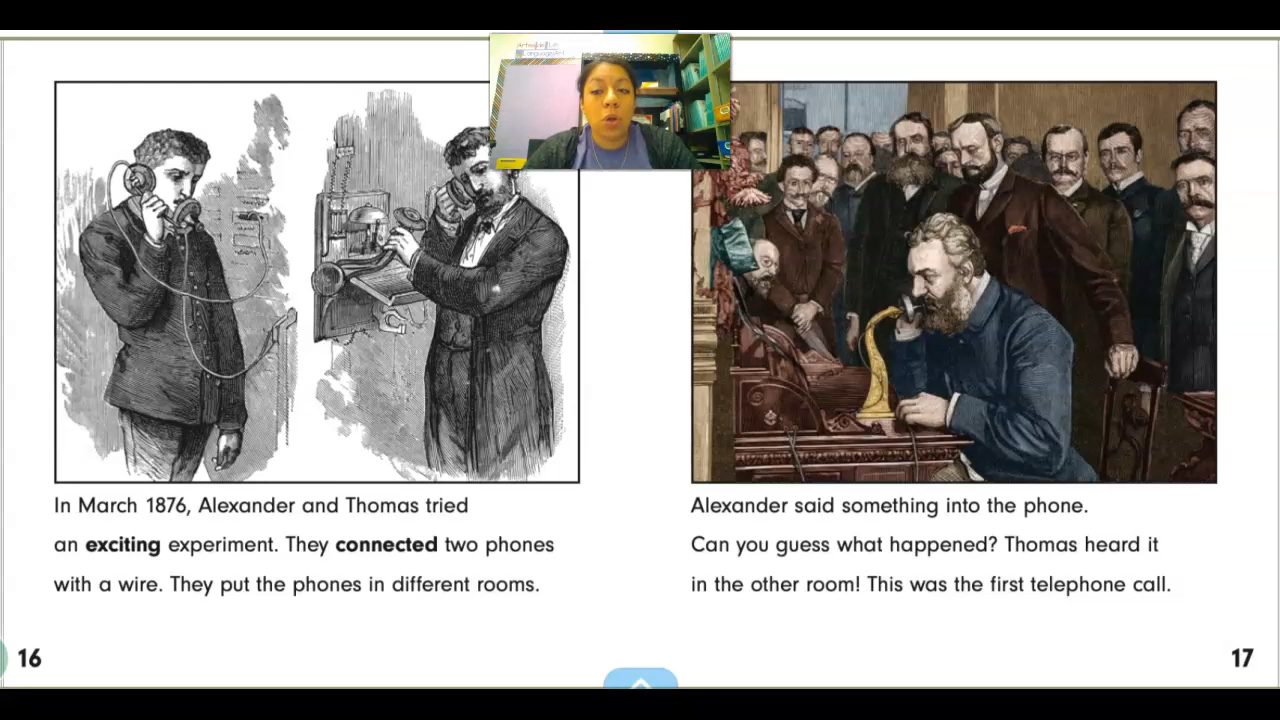 In March 1876, Alexander and Thomas tried
an exciting experiment. They connected two phones
with a wire. They put the phones in different rooms.
16
Alexander said something into the phone.
Can you guess what happened? Thomas heard it
in the other room! This was the first telephone call.
17